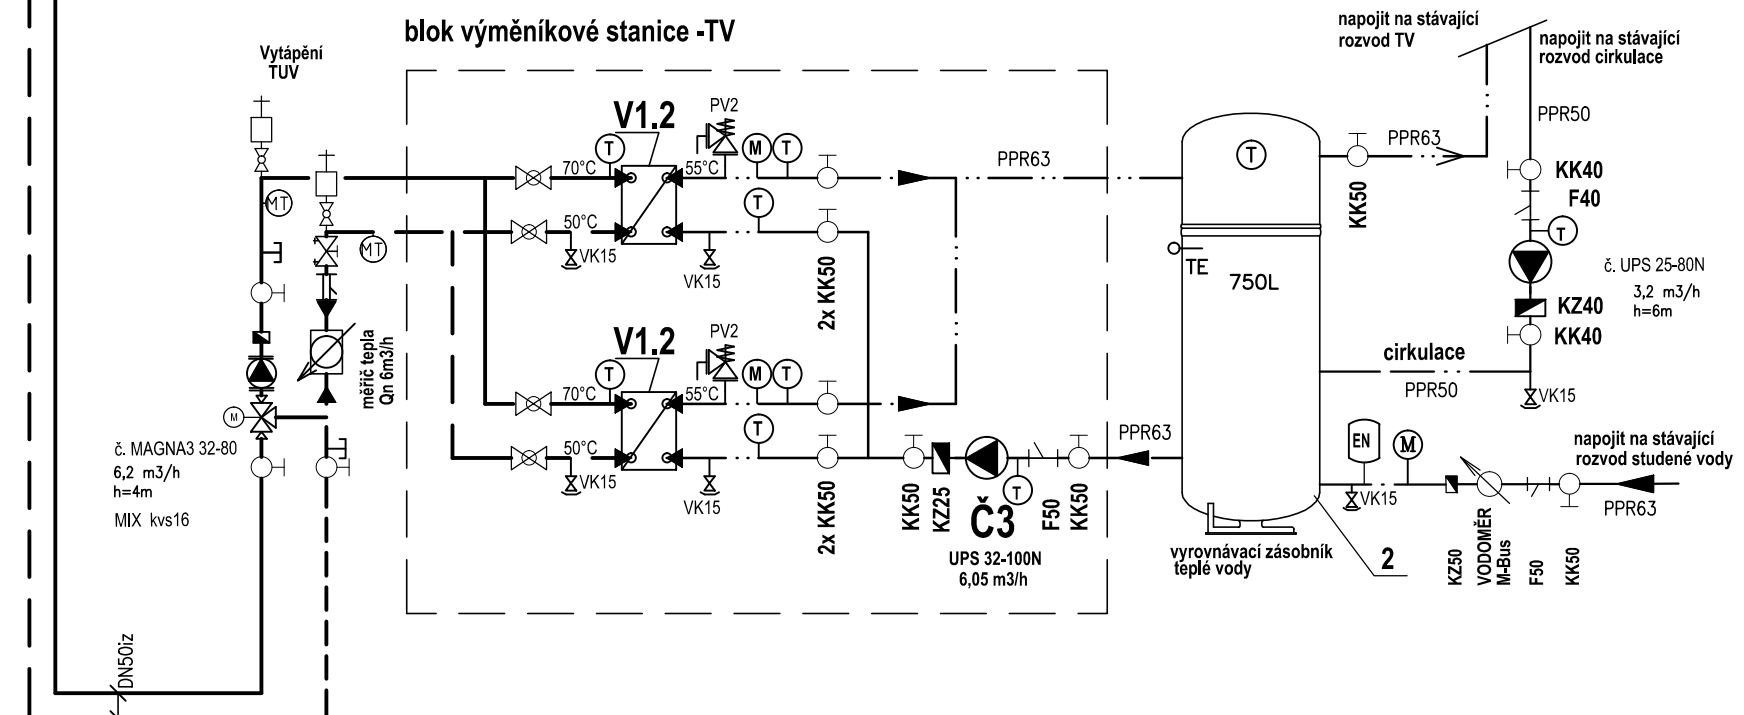 blok výměníkové stanice -TV
napojit na stávající
rozvod TV
napojit na stávající
rozvod cirkulace
Vytápění
TUV
V1.2
PV2
T
70°C
55°C
M
T
PPR63
T
KK50
PPR63
PPR50
KK40
F40
T
MT
MT
50°C
T
VK15
VK15
2x KK50
TE
750L
č. UPS 25-80N
3,2 m3/h
h=6m
KZ40
KK40
cirkulace
PPR50
VK15
měřič tepla
Qn 6m3/h
V1.2
PV2
T
70°C
55°C
M
T
T
50°C
VK15
VK15
2x KK50
M
č. MAGNA3 32-80
6,2 m3/h
h=4m
MIX kvs16
KK50
KZ25
T
Č3
UPS 32-100N
6,05 m3/h
F50
KK50
PPR63
EN
M
VK15
napojit na stávající
rozvod studené vody
PPR63
KZ50
VODOMĚR
M-Bus
F50
KK50
vyrovnávací zásobník
teplé vody
2
DN50iz